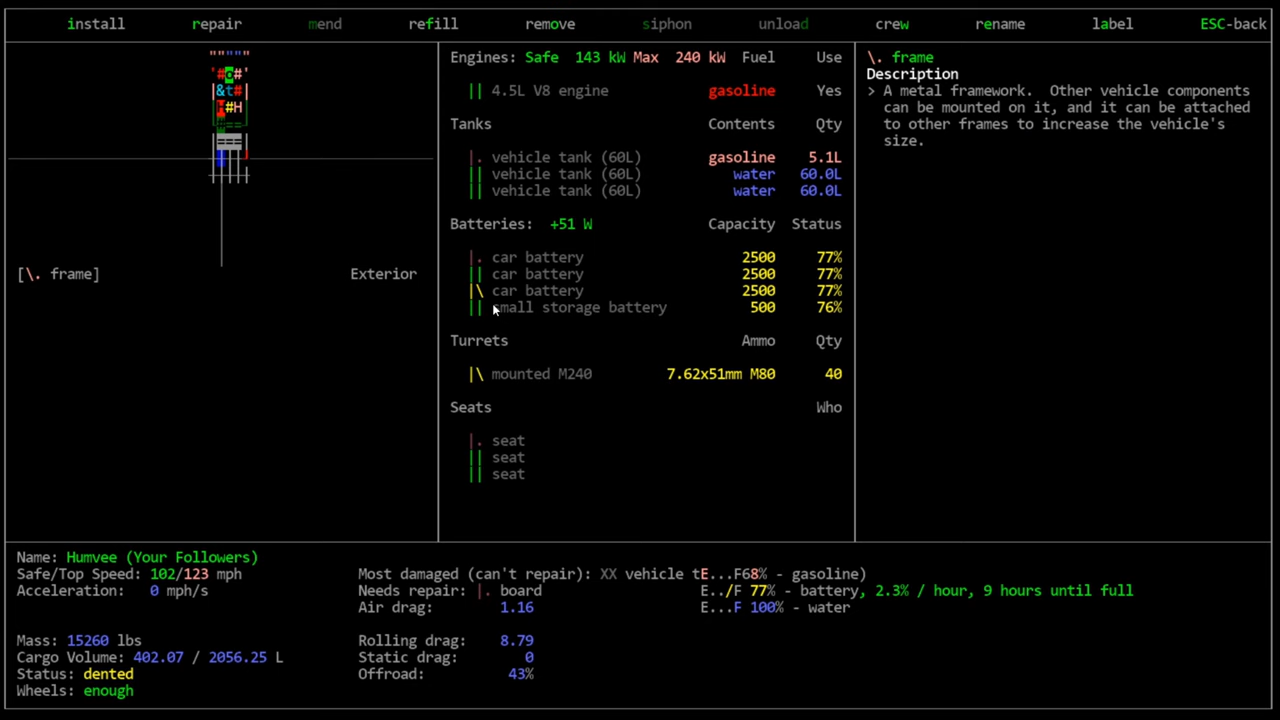 install repair mend refill remove siphon unload crew rename label ESC-back
Engines: Safe 143 kW Max 240 kW Fuel Use
|| 4.5L V8 engine gasoline Yes
Tanks Contents Qty
|. vehicle tank (60L) gasoline 5.1L
|| vehicle tank (60L) water 60.0L
|| vehicle tank (60L) water 60.0L
Batteries: +51 W Capacity Status
|. car battery 2500 77%
|| car battery 2500 77%
|\ car battery 2500 77%
|| small storage battery 500 76%
Turrets Ammo Qty
|\ mounted M240 7.62x51mm M80 40
Seats Who
|. seat
|| seat
|| seat
\. frame
Description
> A metal framework. Other vehicle components
can be mounted on it, and it can be attached
to other frames to increase the vehicle's
size.
[\. frame] Exterior
Name: Humvee (Your Followers)
Safe/Top Speed: 102/123 mph
Acceleration: 0 mph/s
Mass: 15260 lbs
Cargo Volume: 402.07 / 2056.25 L
Status: dented
Wheels: enough
Most damaged (can't repair): XX vehicle tE...F68% - gasoline)
Needs repair: |. board
Air drag: 1.16
Rolling drag: 8.79
Static drag: 0
Offroad: 43%
E../F 77% - battery, 2.3% / hour, 9 hours until full
E...F 100% - water